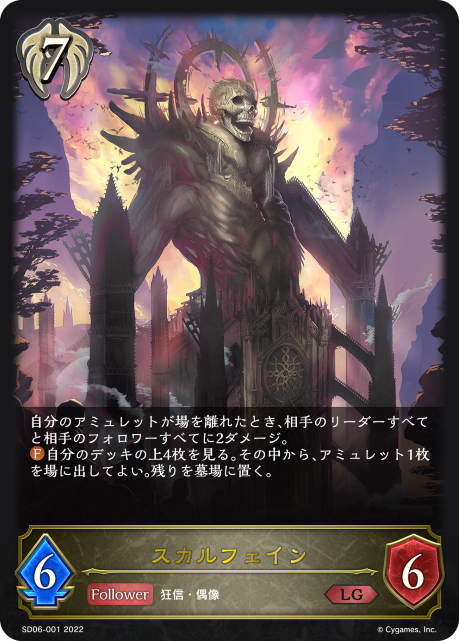 7
自分のアミュレットが場を離れたとき、相手のリーダーすべて
と相手のフォロワーすべてに2ダメージ。
F 自分のデッキの上4枚を見る。その中から、アミュレット1枚
を場に出してよい。残りを墓場に置く。
スカルフェイン
6
Follower 狂信・偶像 LG
6
SD06-001 2022 © Cygames, Inc.